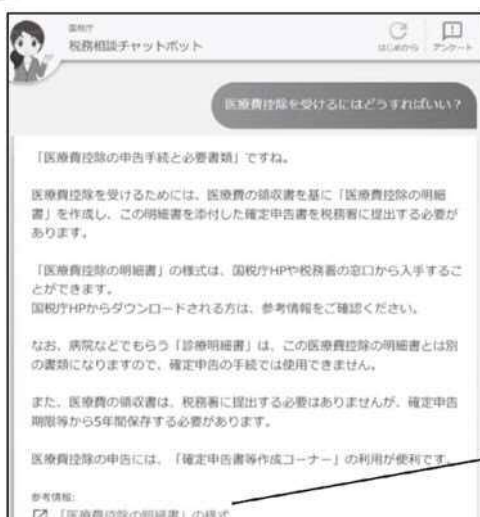 国税庁
税務相談チャットボット
はじめから アンケート
医療費控除を受けるにはどうすればいい？
「医療費控除の申告手続と必要書類」ですね。
医療費控除を受けるためには、医療費の領収書を基に「医療費控除の明細
書」を作成し、この明細書を添付した確定申告書を税務署に提出する必要が
あります。
「医療費控除の明細書」の様式は、国税庁HPや税務署の窓口から入手するこ
とができます。
国税庁HPからダウンロードされる方は、参考情報をご確認ください。
なお、病院などでもらう「診療明細書」は、この医療費控除の明細書とは別
の書類になりますので、確定申告の手続では使用できません。
また、医療費の領収書は、税務署に提出する必要はありませんが、確定申告
期限等から5年間保存する必要があります。
医療費控除の申告には、「確定申告書等作成コーナー」の利用が便利です。
参考情報:
「医療費控除の明細書」の様式